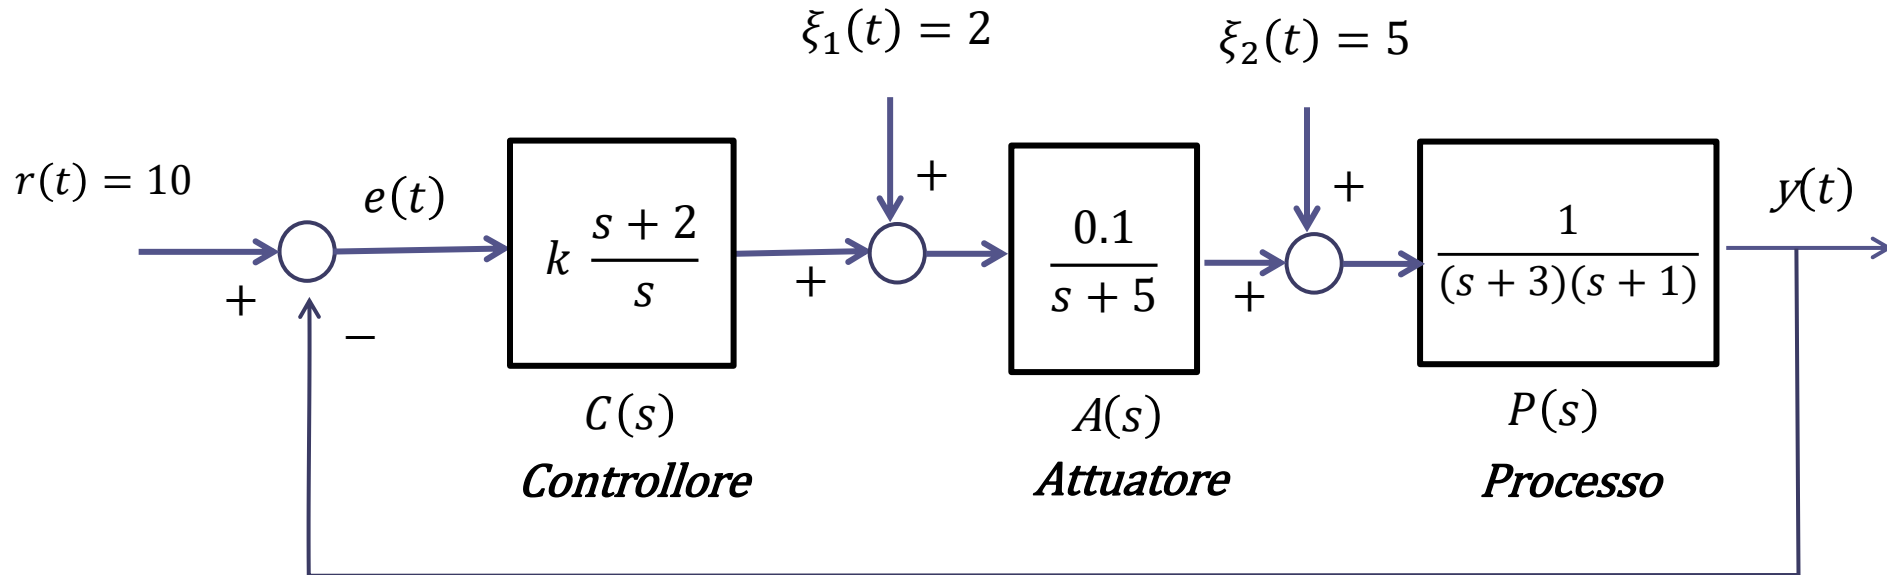 ξ₁(t) = 2
ξ₂(t) = 5
r(t) = 10
e(t)
k (s + 2)/s
0.1/(s + 5)
1/((s + 3)(s + 1))
y(t)
+
−
+
+
+
+
C(s)
A(s)
P(s)
Controllore
Attuatore
Processo